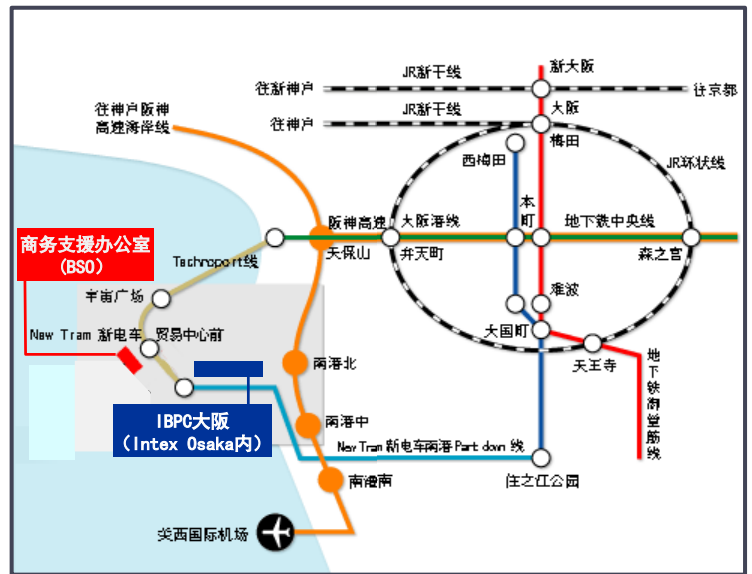 新大阪
JR新干线
往新神户
往京都
大阪
JR新干线
往神户
梅田
往神户阪神
高速海岸线
西梅田
JR环状线
本町
阪神高速
大阪港线
地下鉄中央线
商务支援办公室
(BSO)
天保山
弁天町
森之宫
Technoport线
宇宙广场
难波
New Tram 新电车
贸易中心前
大国町
天王寺
南港北
地下铁御堂筋线
IBPC大阪
(Intex Osaka内)
南港中
New Tram 新电车南港 Part down 线
南港南
住之江公园
关西国际机场